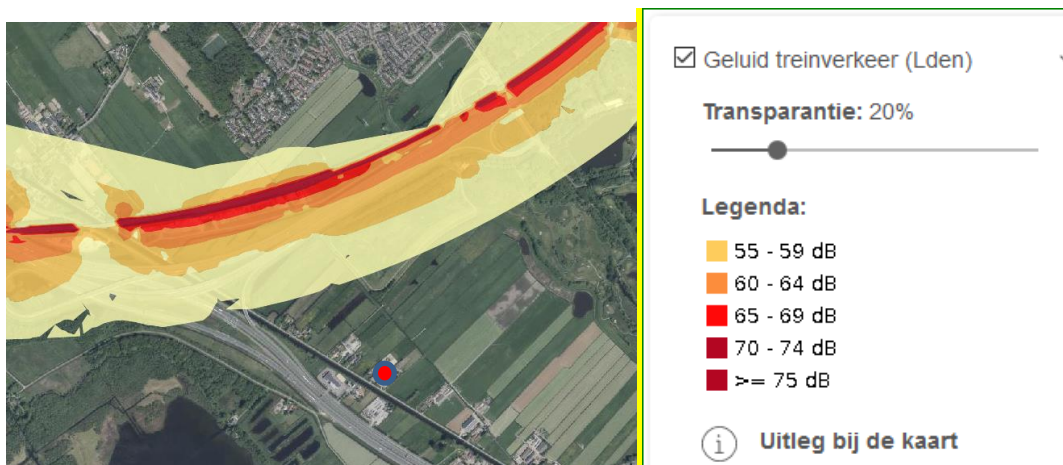 Geluid treinverkeer (Lden)
Transparantie: 20%
Legenda:
55 - 59 dB
60 - 64 dB
65 - 69 dB
70 - 74 dB
>= 75 dB
i Uitleg bij de kaart